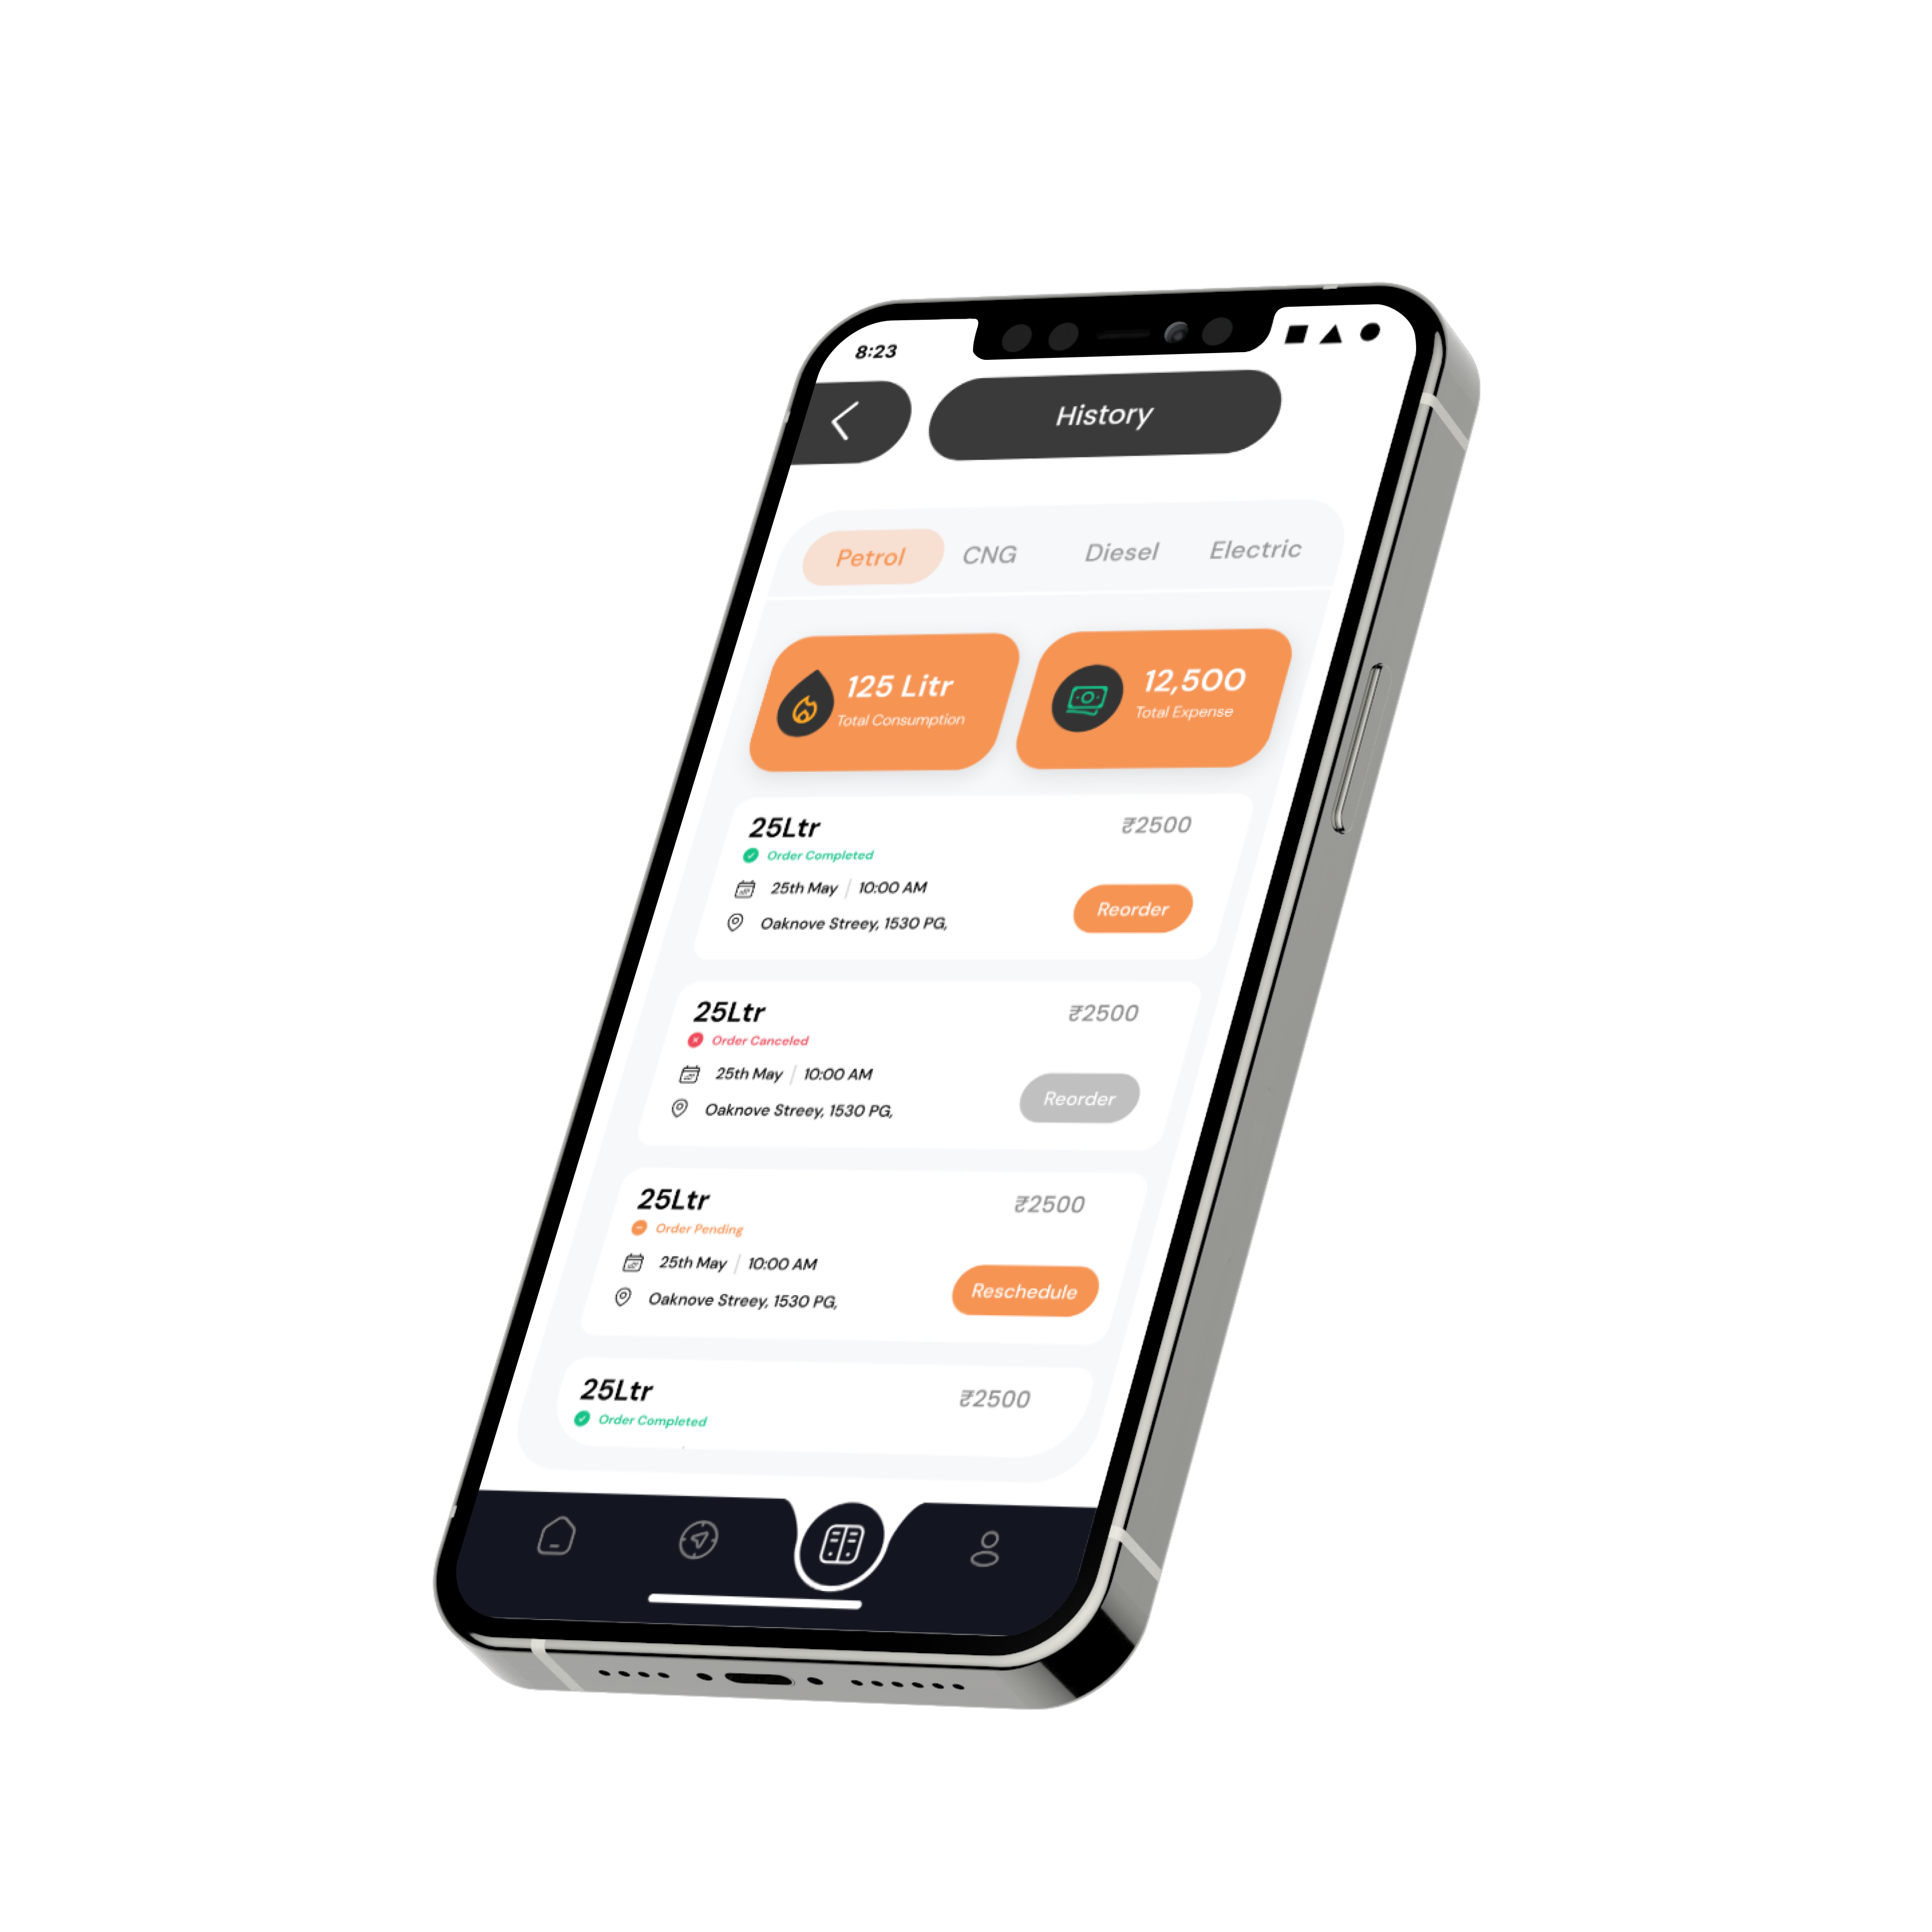 8:23
History
Petrol CNG Diesel Electric
125 Litr
Total Consumption
12,500
Total Expense
25Ltr ₹2500
Order Completed
25th May | 10:00 AM
Oaknove Streey, 1530 PG,
Reorder
25Ltr ₹2500
Order Canceled
25th May | 10:00 AM
Oaknove Streey, 1530 PG,
Reorder
25Ltr ₹2500
Order Pending
25th May | 10:00 AM
Oaknove Streey, 1530 PG,
Reschedule
25Ltr ₹2500
Order Completed